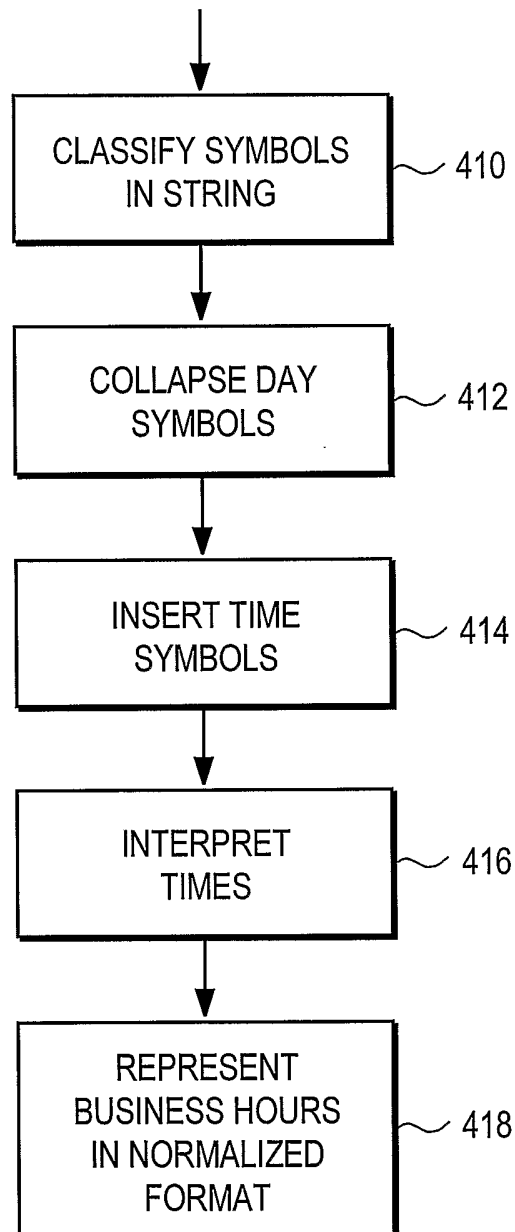 CLASSIFY SYMBOLS
IN STRING
410
COLLAPSE DAY
SYMBOLS
412
INSERT TIME
SYMBOLS
414
INTERPRET
TIMES
416
REPRESENT
BUSINESS HOURS
IN NORMALIZED
FORMAT
418